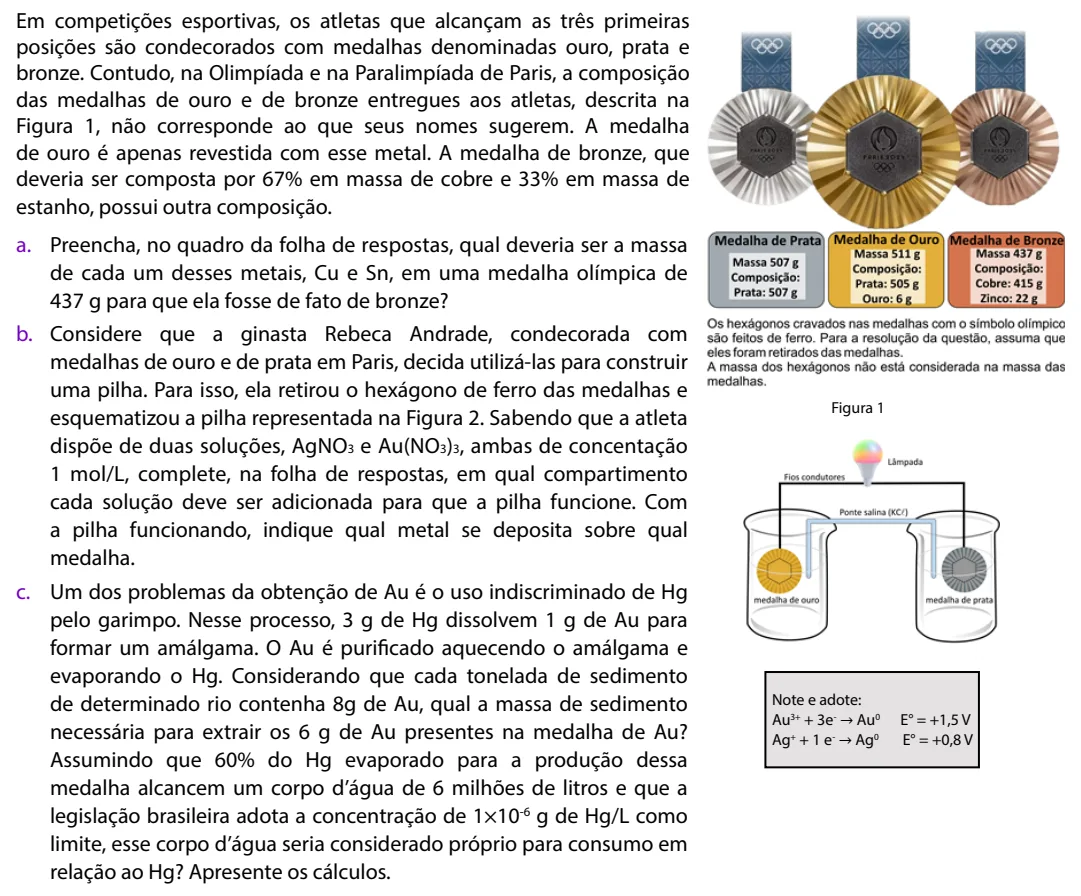 Em competições esportivas, os atletas que alcançam as três primeiras
posições são condecorados com medalhas denominadas ouro, prata e
bronze. Contudo, na Olimpíada e na Paralimpíada de Paris, a composição
das medalhas de ouro e de bronze entregues aos atletas, descrita na
Figura 1, não corresponde ao que seus nomes sugerem. A medalha
de ouro é apenas revestida com esse metal. A medalha de bronze, que
deveria ser composta por 67% em massa de cobre e 33% em massa de
estanho, possui outra composição.
a. Preencha, no quadro da folha de respostas, qual deveria ser a massa
de cada um desses metais, Cu e Sn, em uma medalha olímpica de
437 g para que ela fosse de fato de bronze?
b. Considere que a ginasta Rebeca Andrade, condecorada com
medalhas de ouro e de prata em Paris, decida utilizá-las para construir
uma pilha. Para isso, ela retirou o hexágono de ferro das medalhas e
esquematizou a pilha representada na Figura 2. Sabendo que a atleta
dispõe de duas soluções, AgNO₃ e Au(NO₃)₃, ambas de concentação
1 mol/L, complete, na folha de respostas, em qual compartimento
cada solução deve ser adicionada para que a pilha funcione. Com
a pilha funcionando, indique qual metal se deposita sobre qual
medalha.
c. Um dos problemas da obtenção de Au é o uso indiscriminado de Hg
pelo garimpo. Nesse processo, 3 g de Hg dissolvem 1 g de Au para
formar um amálgama. O Au é purificado aquecendo o amálgama e
evaporando o Hg. Considerando que cada tonelada de sedimento
de determinado rio contenha 8g de Au, qual a massa de sedimento
necessária para extrair os 6 g de Au presentes na medalha de Au?
Assumindo que 60% do Hg evaporado para a produção dessa
medalha alcancem um corpo d'água de 6 milhões de litros e que a
legislação brasileira adota a concentração de 1×10⁻⁶ g de Hg/L como
limite, esse corpo d'água seria considerado próprio para consumo em
relação ao Hg? Apresente os cálculos.
PARIS 2024
PARIS 2024
PARIS 2024
Medalha de Prata
Massa 507 g
Composição:
Prata: 507 g
Medalha de Ouro
Massa 511 g
Composição:
Prata: 505 g
Ouro: 6 g
Medalha de Bronze
Massa 437 g
Composição:
Cobre: 415 g
Zinco: 22 g
Os hexágonos cravados nas medalhas com o símbolo olímpico
são feitos de ferro. Para a resolução da questão, assuma que
eles foram retirados das medalhas.
A massa dos hexágonos não está considerada na massa das
medalhas.
Figura 1
Lâmpada
Fios condutores
Ponte salina (KCℓ)
medalha de ouro
medalha de prata
Note e adote:
Au³⁺ + 3e⁻ → Au⁰ E° = +1,5 V
Ag⁺ + 1 e⁻ → Ag⁰ E° = +0,8 V